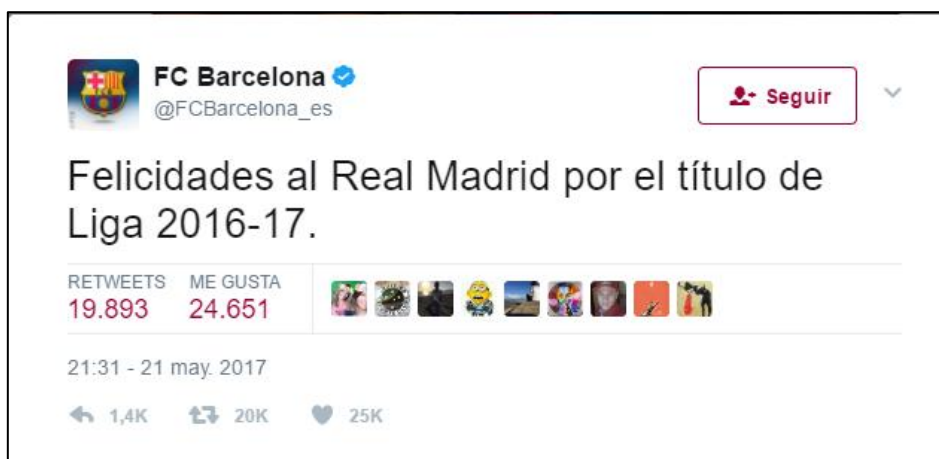 FC Barcelona
@FCBarcelona_es
Seguir
Felicidades al Real Madrid por el título de
Liga 2016-17.
RETWEETS ME GUSTA
19.893 24.651
21:31 - 21 may. 2017
1,4K 20K 25K